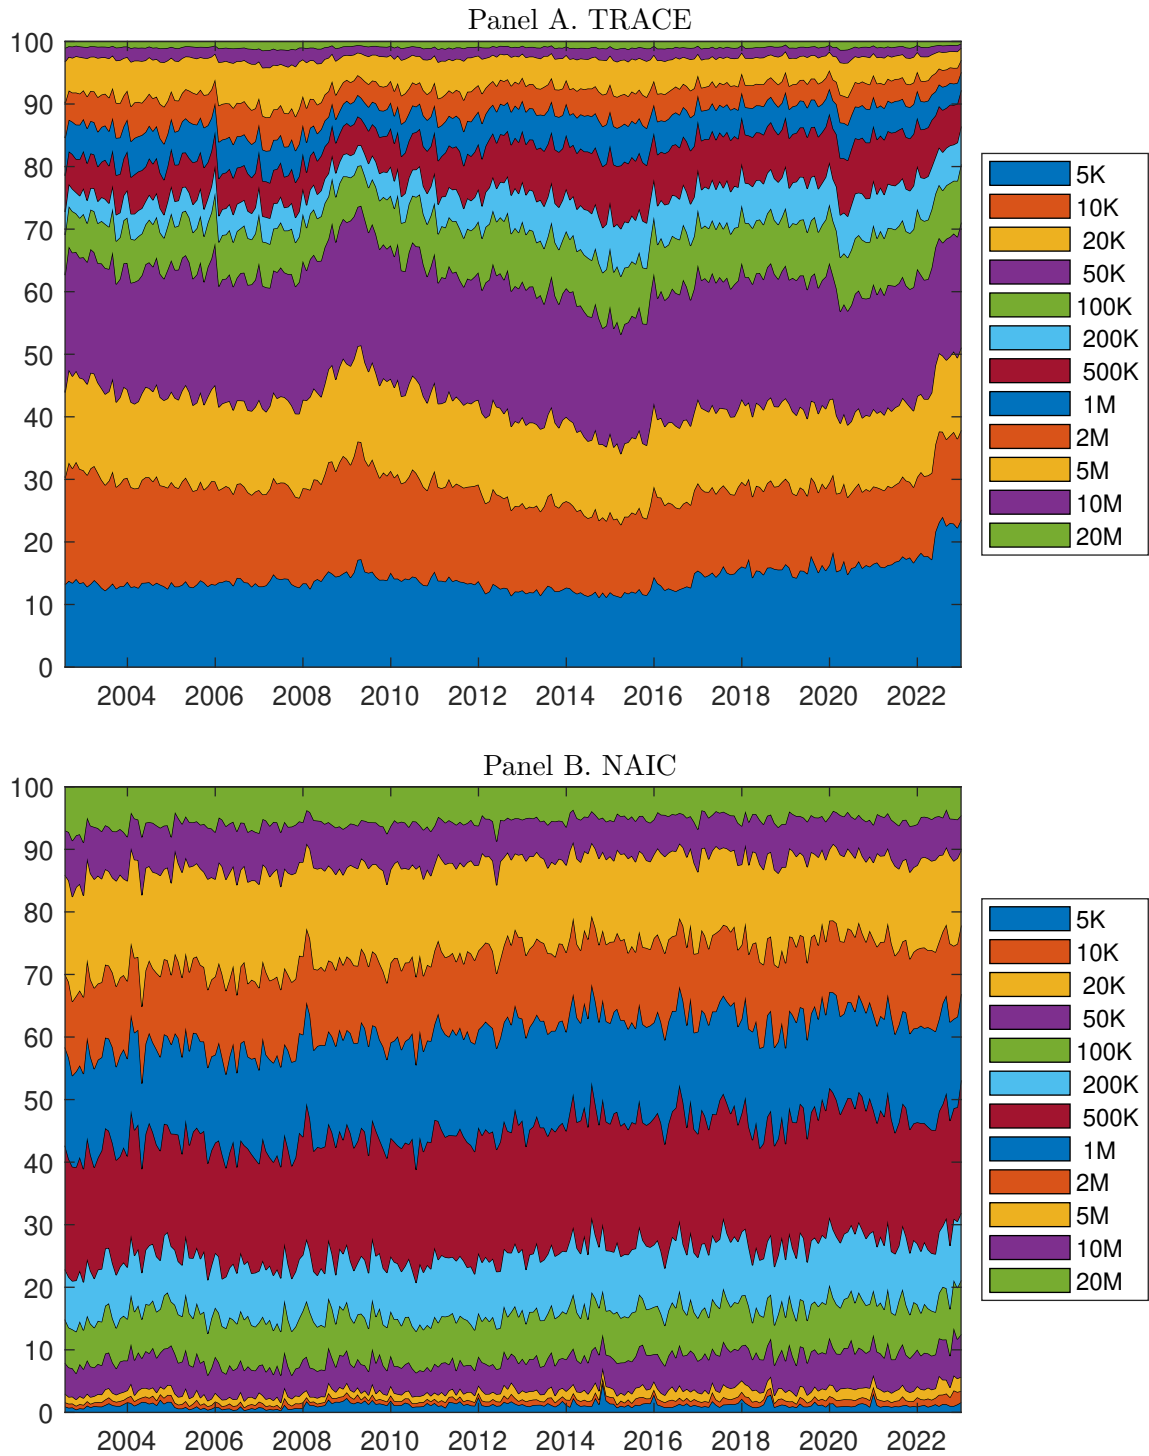 Panel A. TRACE
100
90
80
70
60
50
40
30
20
10
0
2004 2006 2008 2010 2012 2014 2016 2018 2020 2022
5K
10K
20K
50K
100K
200K
500K
1M
2M
5M
10M
20M
Panel B. NAIC
100
90
80
70
60
50
40
30
20
10
0
2004 2006 2008 2010 2012 2014 2016 2018 2020 2022
5K
10K
20K
50K
100K
200K
500K
1M
2M
5M
10M
20M